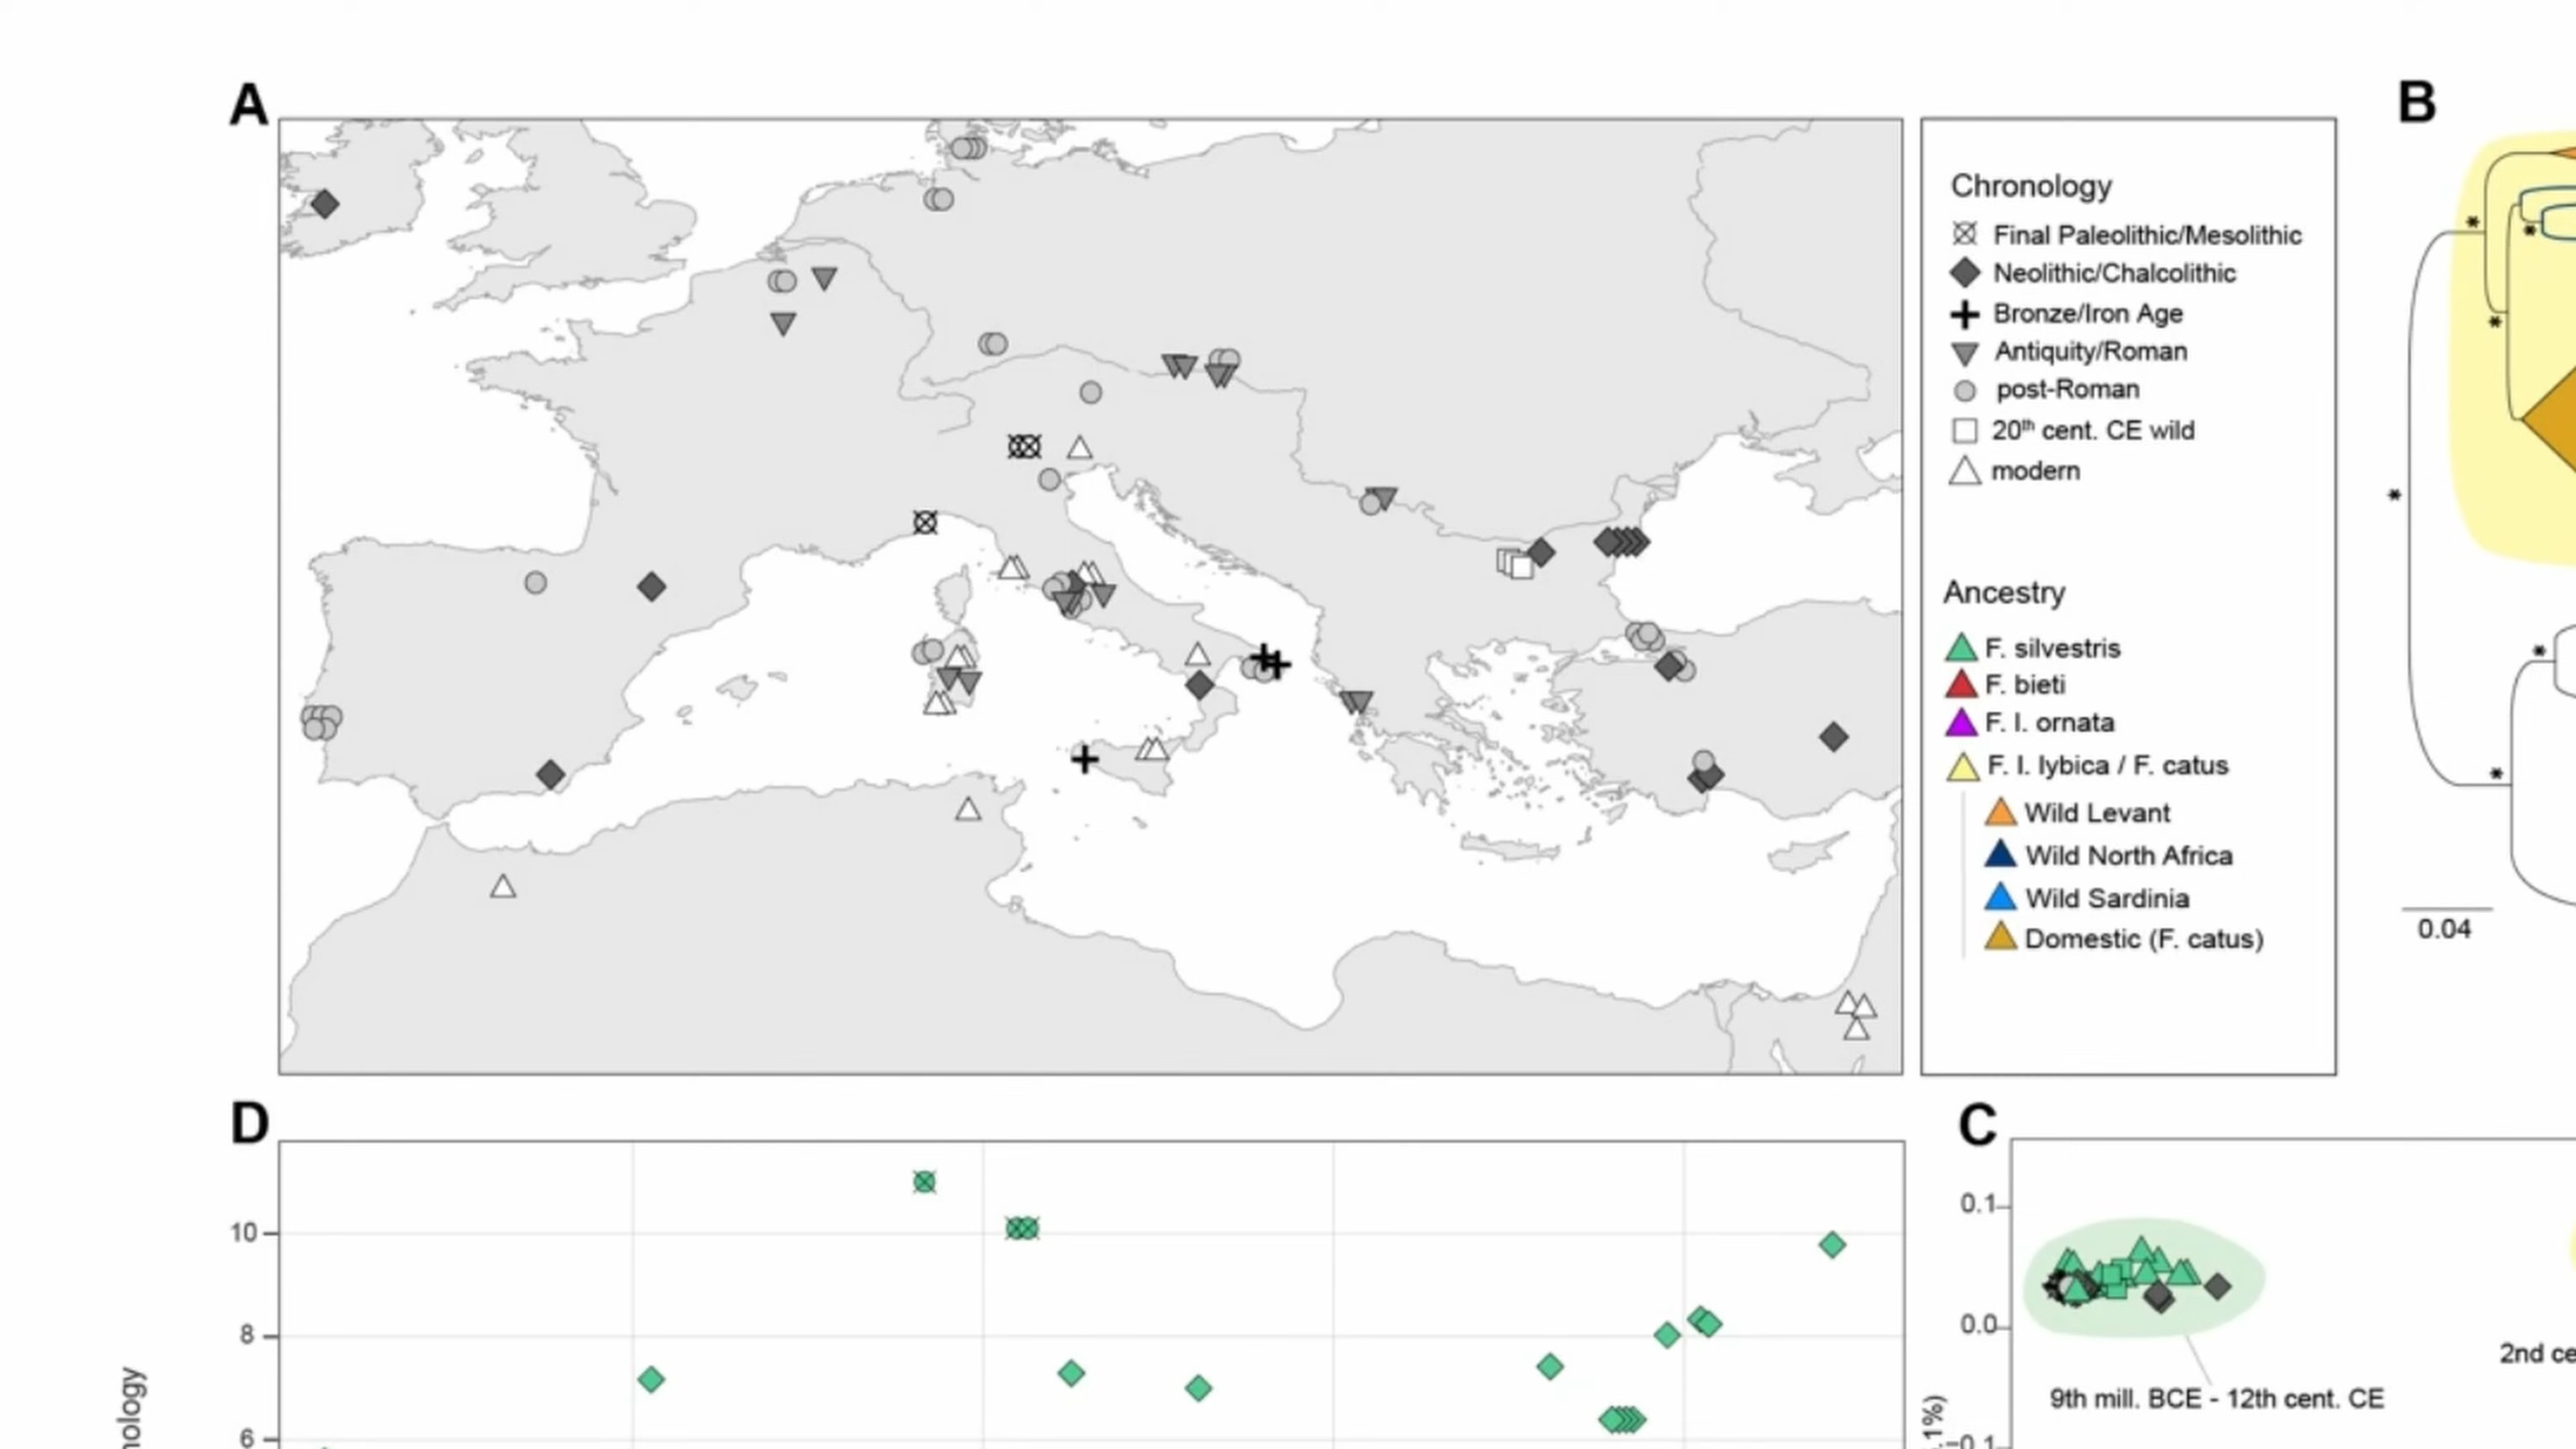 A
B
Chronology
Final Paleolithic/Mesolithic
Neolithic/Chalcolithic
Bronze/Iron Age
Antiquity/Roman
post-Roman
20th cent. CE wild
modern
Ancestry
F. silvestris
F. bieti
F. l. ornata
F. l. lybica / F. catus
Wild Levant
Wild North Africa
Wild Sardinia
Domestic (F. catus)
*
*
*
*
*
*
0.04
D
10
8
6
C
0.1
0.0
9th mill. BCE - 12th cent. CE
2nd